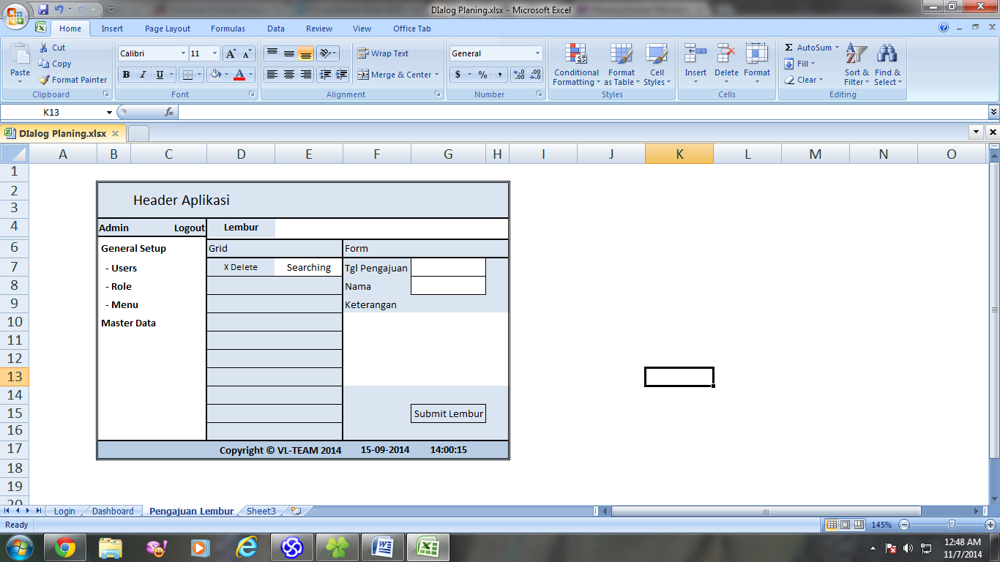 DIalog Planing.xlsx - Microsoft Excel
Home Insert Page Layout Formulas Data Review View Office Tab
Paste Cut Copy Format Painter Clipboard
Calibri 11 B I U Font
Wrap Text Merge & Center Alignment
General $ % , .0 .00 .00 .0 Number
Conditional Formatting Format as Table Cell Styles Styles
Insert Delete Format Cells
Σ AutoSum Fill Clear Sort & Filter Find & Select Editing
K13 fx
DIalog Planing.xlsx
A B C D E F G H I J K L M N O
1
2
Header Aplikasi
3
4 Admin Logout Lembur
6 General Setup Grid Form
7 - Users X Delete Searching Tgl Pengajuan
8 - Role Nama
9 - Menu Keterangan
10 Master Data
11
12
13
14
15 Submit Lembur
16
17 Copyright © VL-TEAM 2014 15-09-2014 14:00:15
18
19
20
Login Dashboard Pengajuan Lembur Sheet3
Ready 145%
12:48 AM
11/7/2014